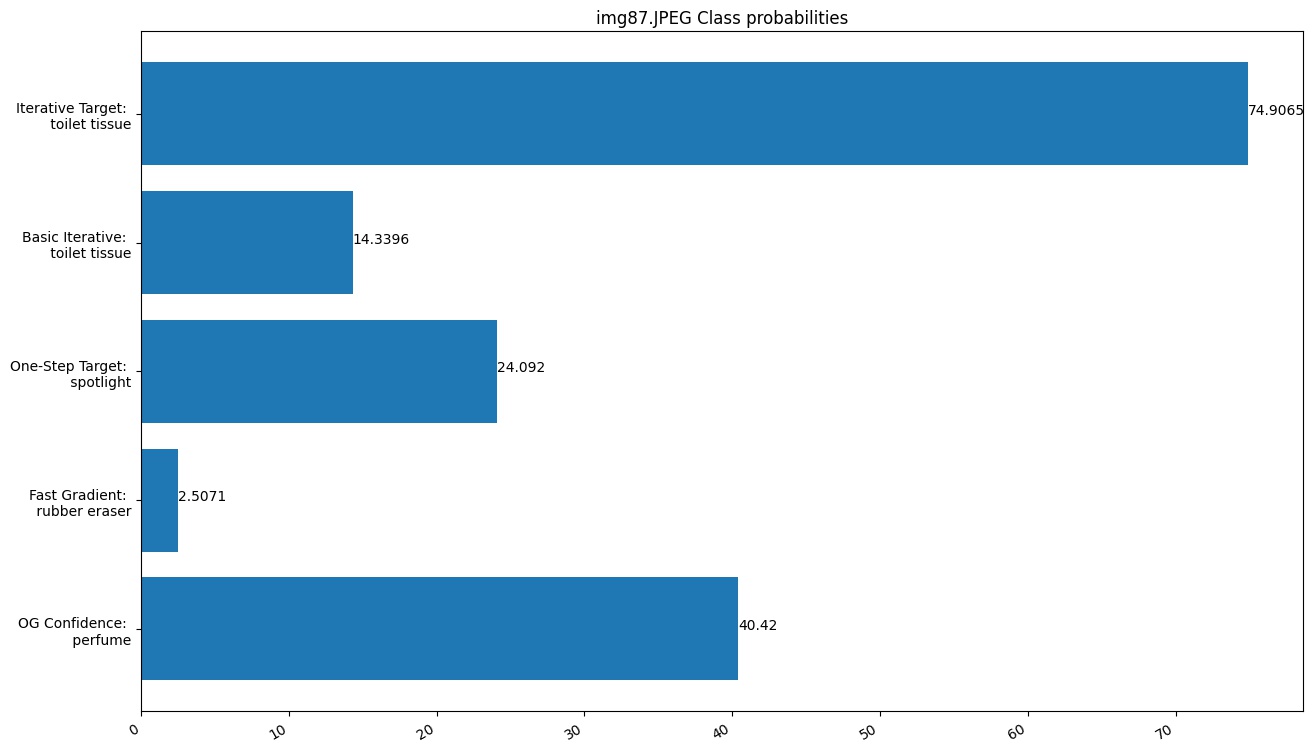 img87.JPEG Class probabilities
Iterative Target:
toilet tissue
74.9065
Basic Iterative:
toilet tissue
14.3396
One-Step Target:
spotlight
24.092
Fast Gradient:
rubber eraser
2.5071
OG Confidence:
perfume
40.42
0 10 20 30 40 50 60 70